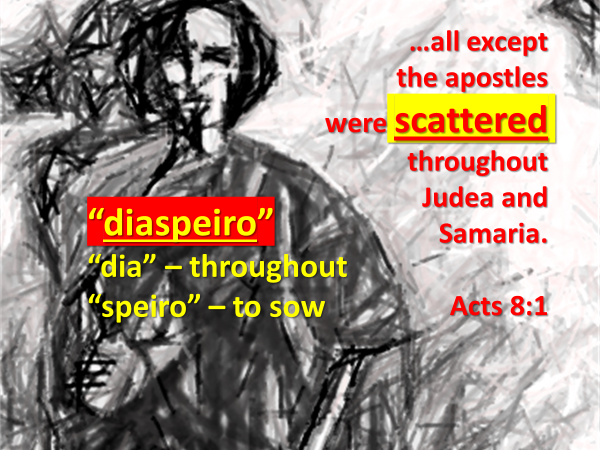 …all except
the apostles
were scattered
throughout
Judea and
Samaria.
Acts 8:1
“diaspeiro”
“dia” – throughout
“speiro” – to sow